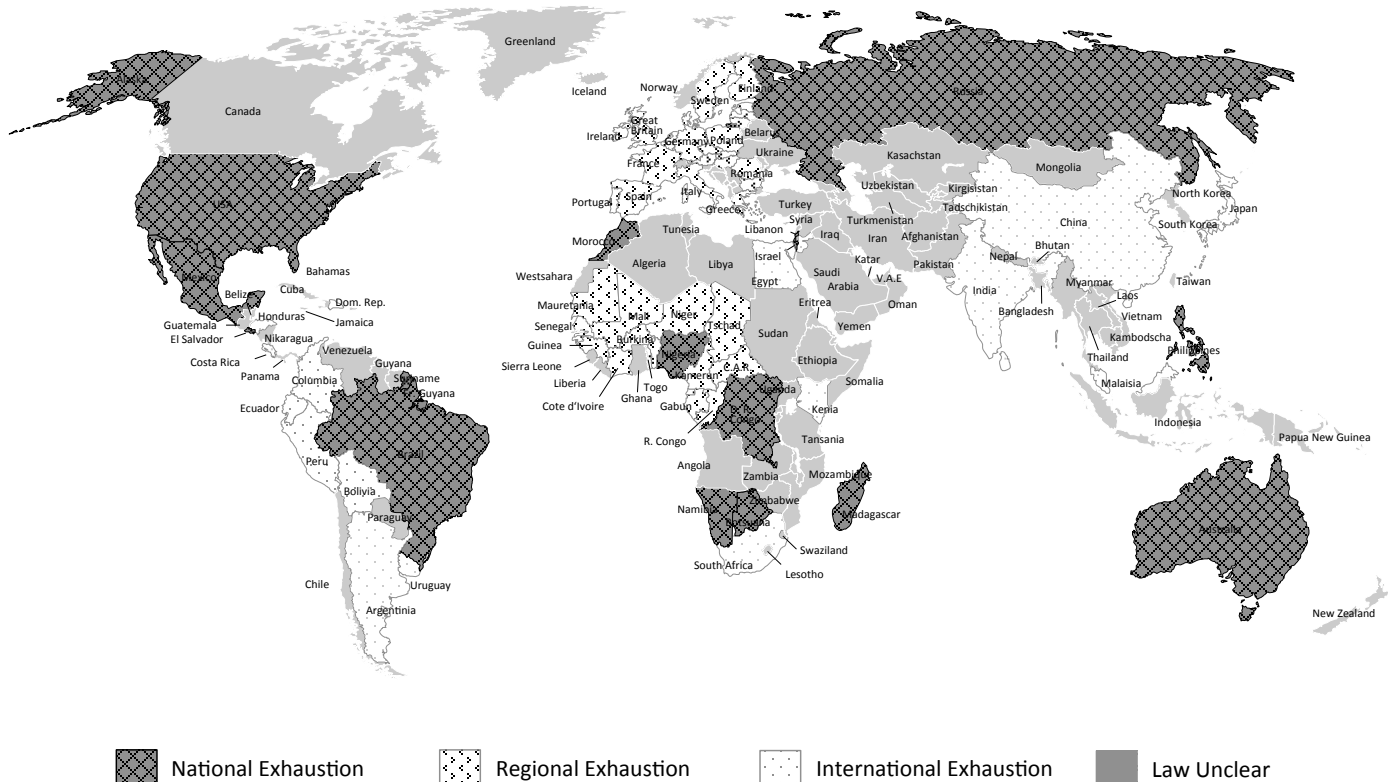 Greenland
Iceland
Norway
Finland
Sweden
Alaska
Russia
Canada
Great
Britain
Ireland
Belarus
Germany
Poland
Ukraine
Kasachstan
Mongolia
France
Romania
Uzbekistan
Kirgisistan
North Korea
Italy
Spain
Portugal
Greece
Turkey
Tadschikistan
Japan
USA
Syria
Turkmenistan
China
South Korea
Tunesia
Libanon
Iraq
Iran
Afghanistan
Morocco
Bhutan
Nepal
Israel
Katar
Pakistan
Algeria
Libya
Saudi
Arabia
Bahamas
Mexico
Westsahara
Egypt
V.A.E
India
Myanmar
Taiwan
Cuba
Belize
Dom. Rep.
Laos
Mauretania
Eritrea
Oman
Bangladesh
Honduras
Jamaica
Mali
Niger
Vietnam
Guatemala
Senegal
Tschad
Sudan
Yemen
El Salvador
Nikaragua
Burkina
Kambodscha
Guinea
Nigeria
Philippines
Venezuela
Costa Rica
Guyana
Thailand
Ethiopia
Sierra Leone
C.A.R.
Panama
Columbia
Suriname
Kamerun
Somalia
Malaisia
Liberia
Togo
Uganda
Guyana
Ghana
Ecuador
Cote d'Ivoire
Gabun
Kenia
D. R.
Congo
Indonesia
R. Congo
Tansania
Papua New Guinea
Brazil
Peru
Angola
Zambia
Mozambique
Boliyia
Zimbabwe
Namibia
Madagascar
Paraguay
Botsuana
Australia
Swaziland
South Africa
Lesotho
Chile
Uruguay
Argentinia
New Zealand
National Exhaustion
Regional Exhaustion
International Exhaustion
Law Unclear